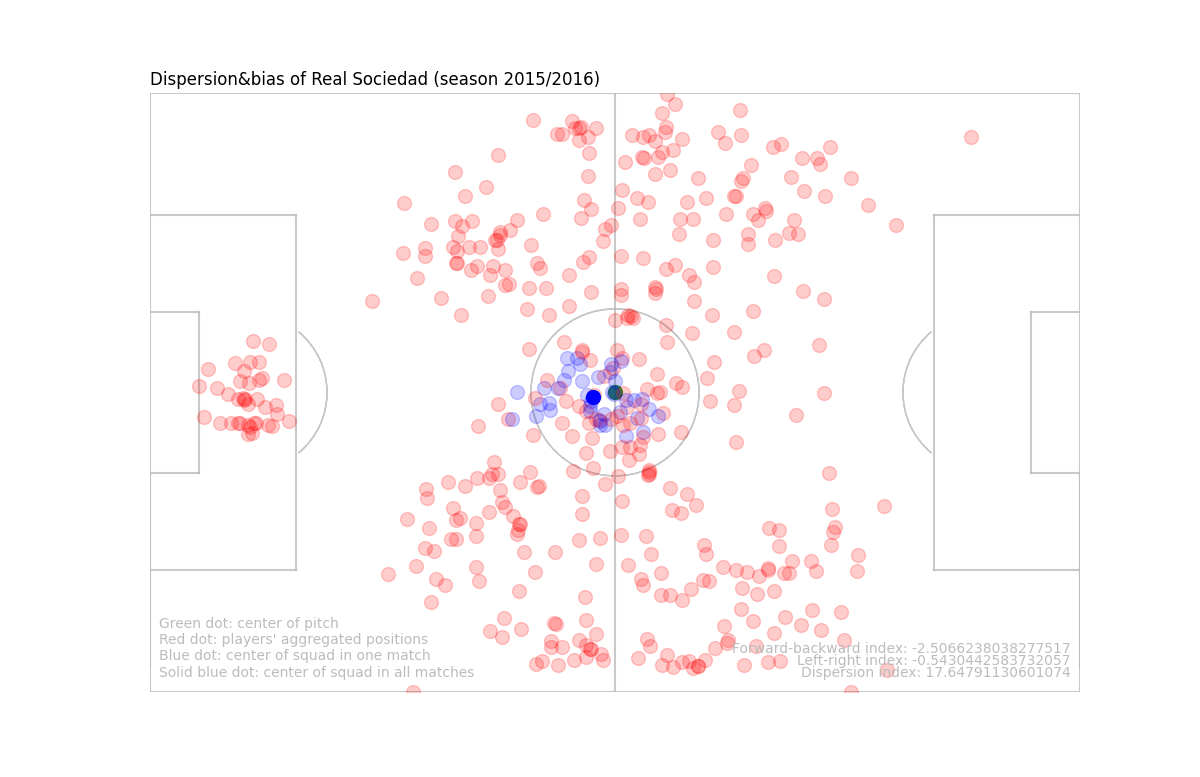 Dispersion&bias of Real Sociedad (season 2015/2016)
Green dot: center of pitch
Red dot: players' aggregated positions
Blue dot: center of squad in one match
Solid blue dot: center of squad in all matches
Forward-backward index: -2.5066238038277517
Left-right index: -0.5430442583732057
Dispersion index: 17.64791130601074